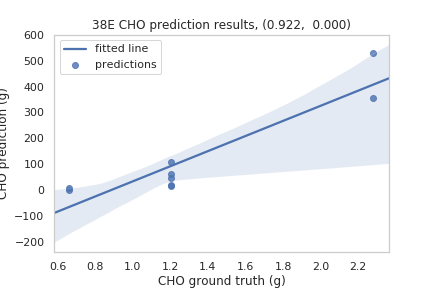 38E CHO prediction results, (0.922,  0.000)
fitted line
predictions
600
500
400
300
200
100
0
−100
−200
CHO prediction (g)
0.6 0.8 1.0 1.2 1.4 1.6 1.8 2.0 2.2
CHO ground truth (g)